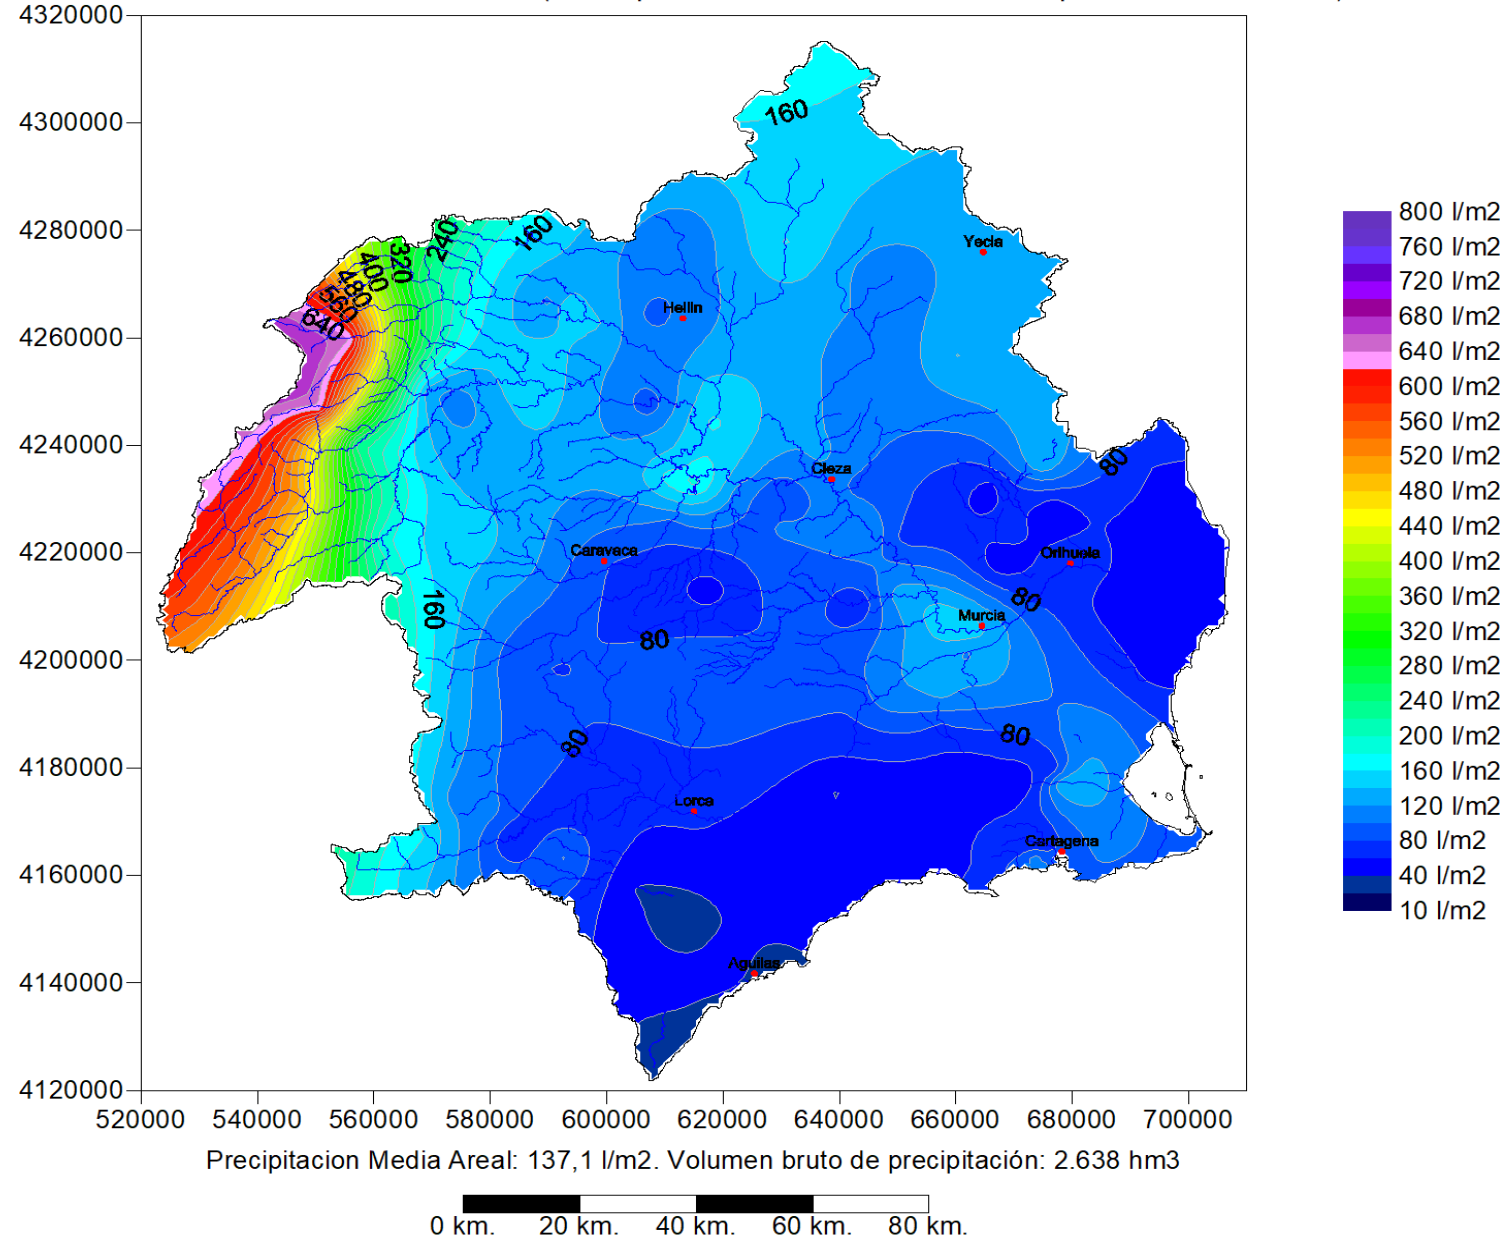 4320000
4300000
4280000
4260000
4240000
4220000
4200000
4180000
4160000
4140000
4120000
520000 540000 560000 580000 600000 620000 640000 660000 680000 700000
160
160
240
320
400
480
560
640
Yecla
Hellin
Cieza
80
Caravaca
Orihuela
160
80
Murcia
80
80
80
Lorca
Cartagena
Aguilas
800 l/m2
760 l/m2
720 l/m2
680 l/m2
640 l/m2
600 l/m2
560 l/m2
520 l/m2
480 l/m2
440 l/m2
400 l/m2
360 l/m2
320 l/m2
280 l/m2
240 l/m2
200 l/m2
160 l/m2
120 l/m2
80 l/m2
40 l/m2
10 l/m2
Precipitacion Media Areal: 137,1 l/m2. Volumen bruto de precipitación: 2.638 hm3
0 km. 20 km. 40 km. 60 km. 80 km.